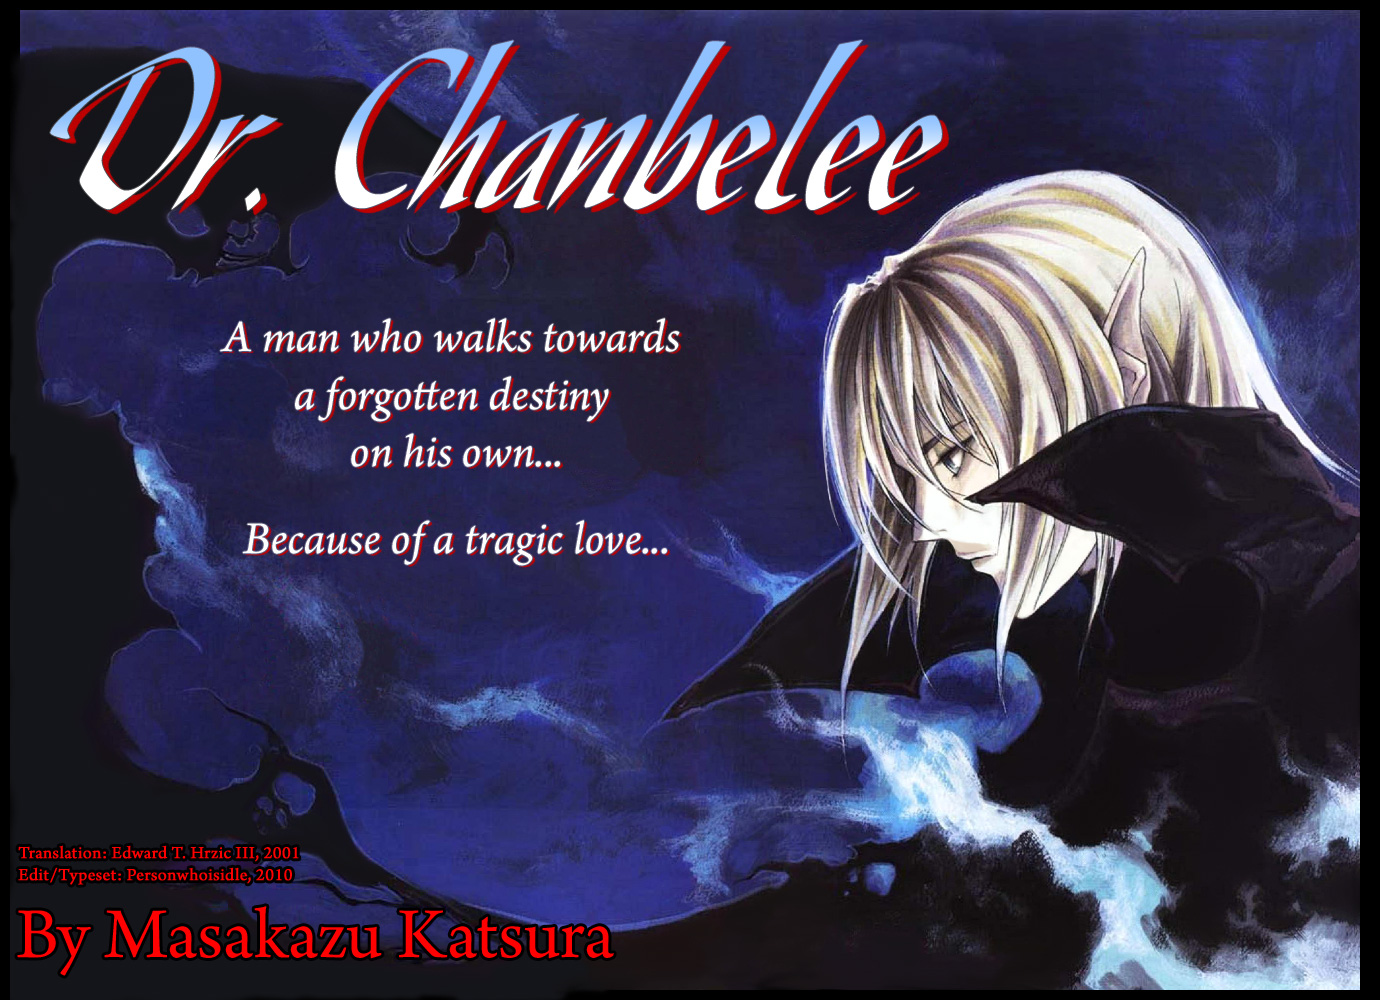 Dr. Chanbelee
A man who walks towards
a forgotten destiny
on his own...
Because of a tragic love...
Translation: Edward T. Hrzic III, 2001
Edit/Typeset: Personwhoisidle, 2010
By Masakazu Katsura